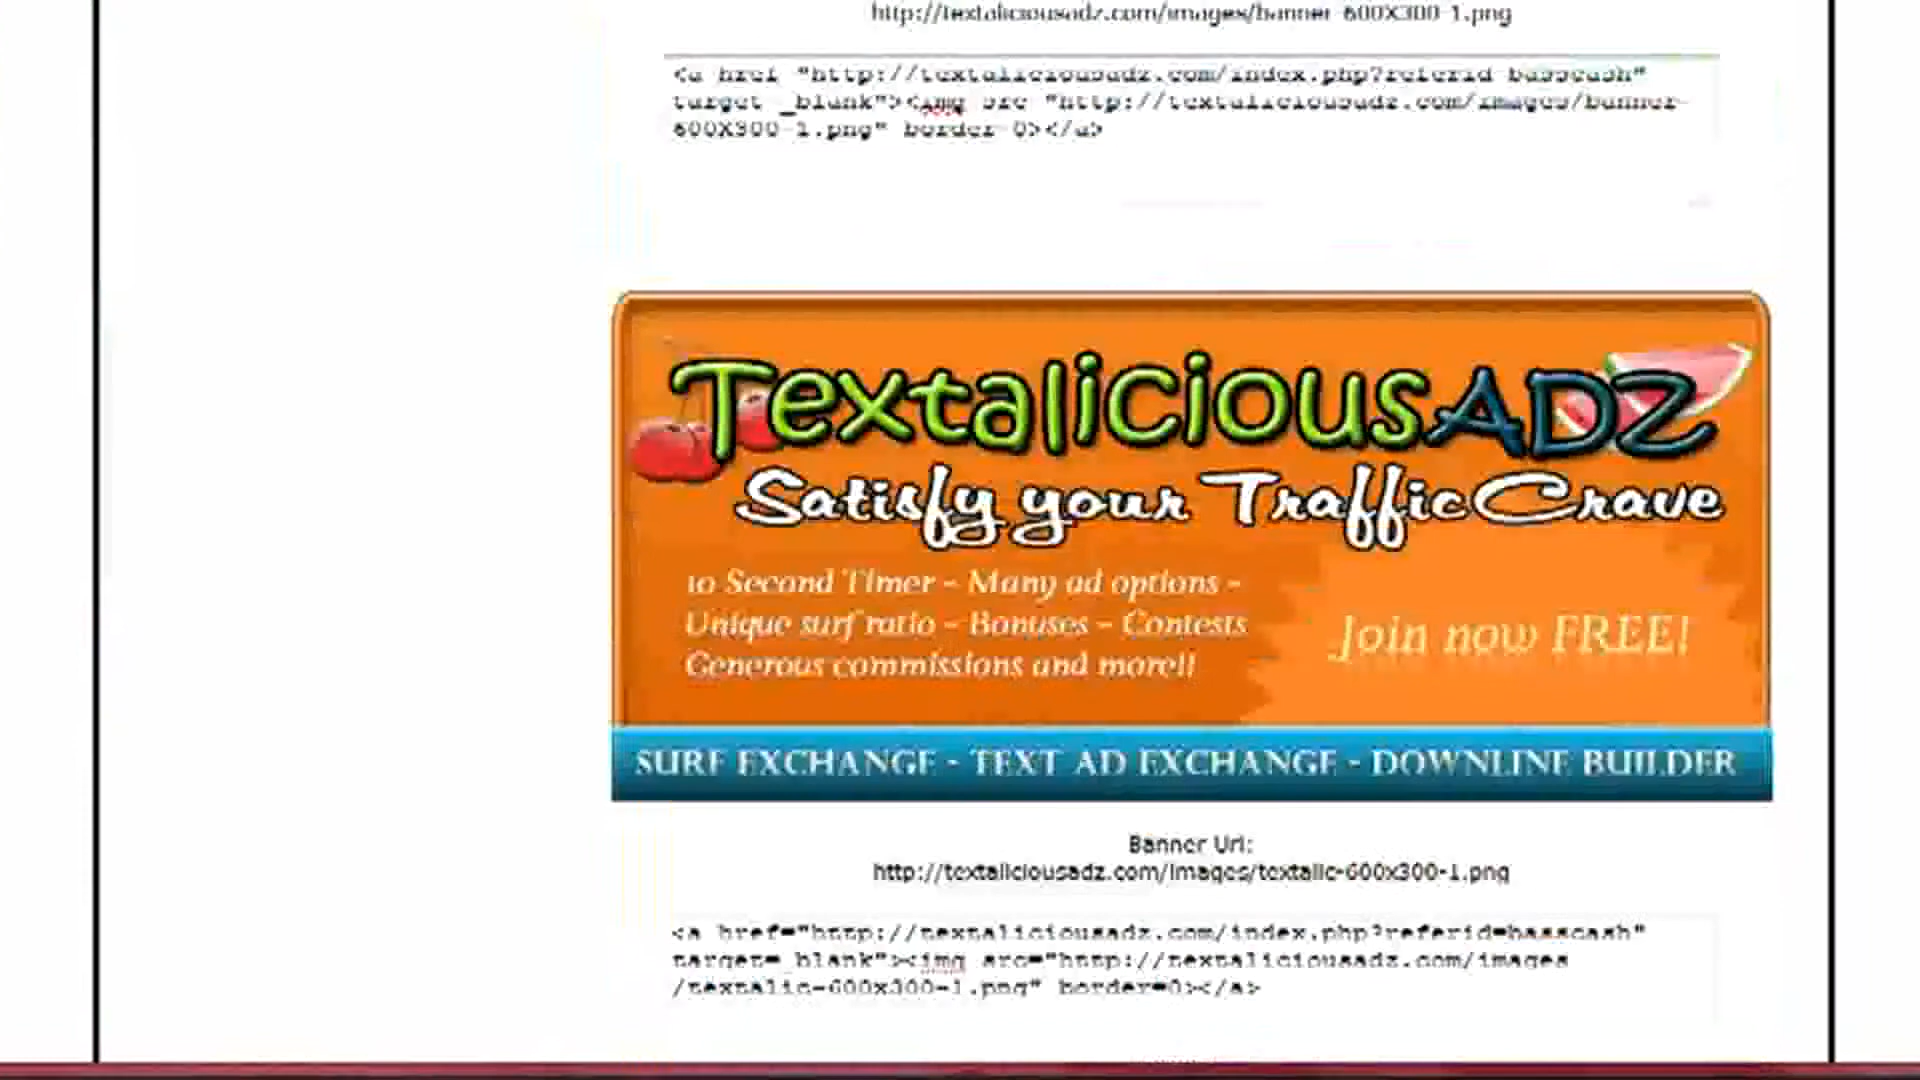 http://textaliciousadz.com/images/banner-600X300-1.png
<a href="http://textaliciousadz.com/index.php?referid=basscash"
target=_blank"><img src="http://textaliciousadz.com/images/banner-
600X300-1.png" border=0></a>
TextaliciousADZ
Satisfy your Traffic Crave
10 Second Timer - Many ad options -
Unique surf ratio - Bonuses - Contests
Generous commissions and more!!
Join now FREE!
SURF EXCHANGE - TEXT AD EXCHANGE - DOWNLINE BUILDER
Banner Url:
http://textaliciousadz.com/images/textalic-600x300-1.png
<a href="http://textaliciousadz.com/index.php?referid=basscash"
target=_blank"><img src="http://textaliciousadz.com/images
/textalic-600x300-1.png" border=0></a>